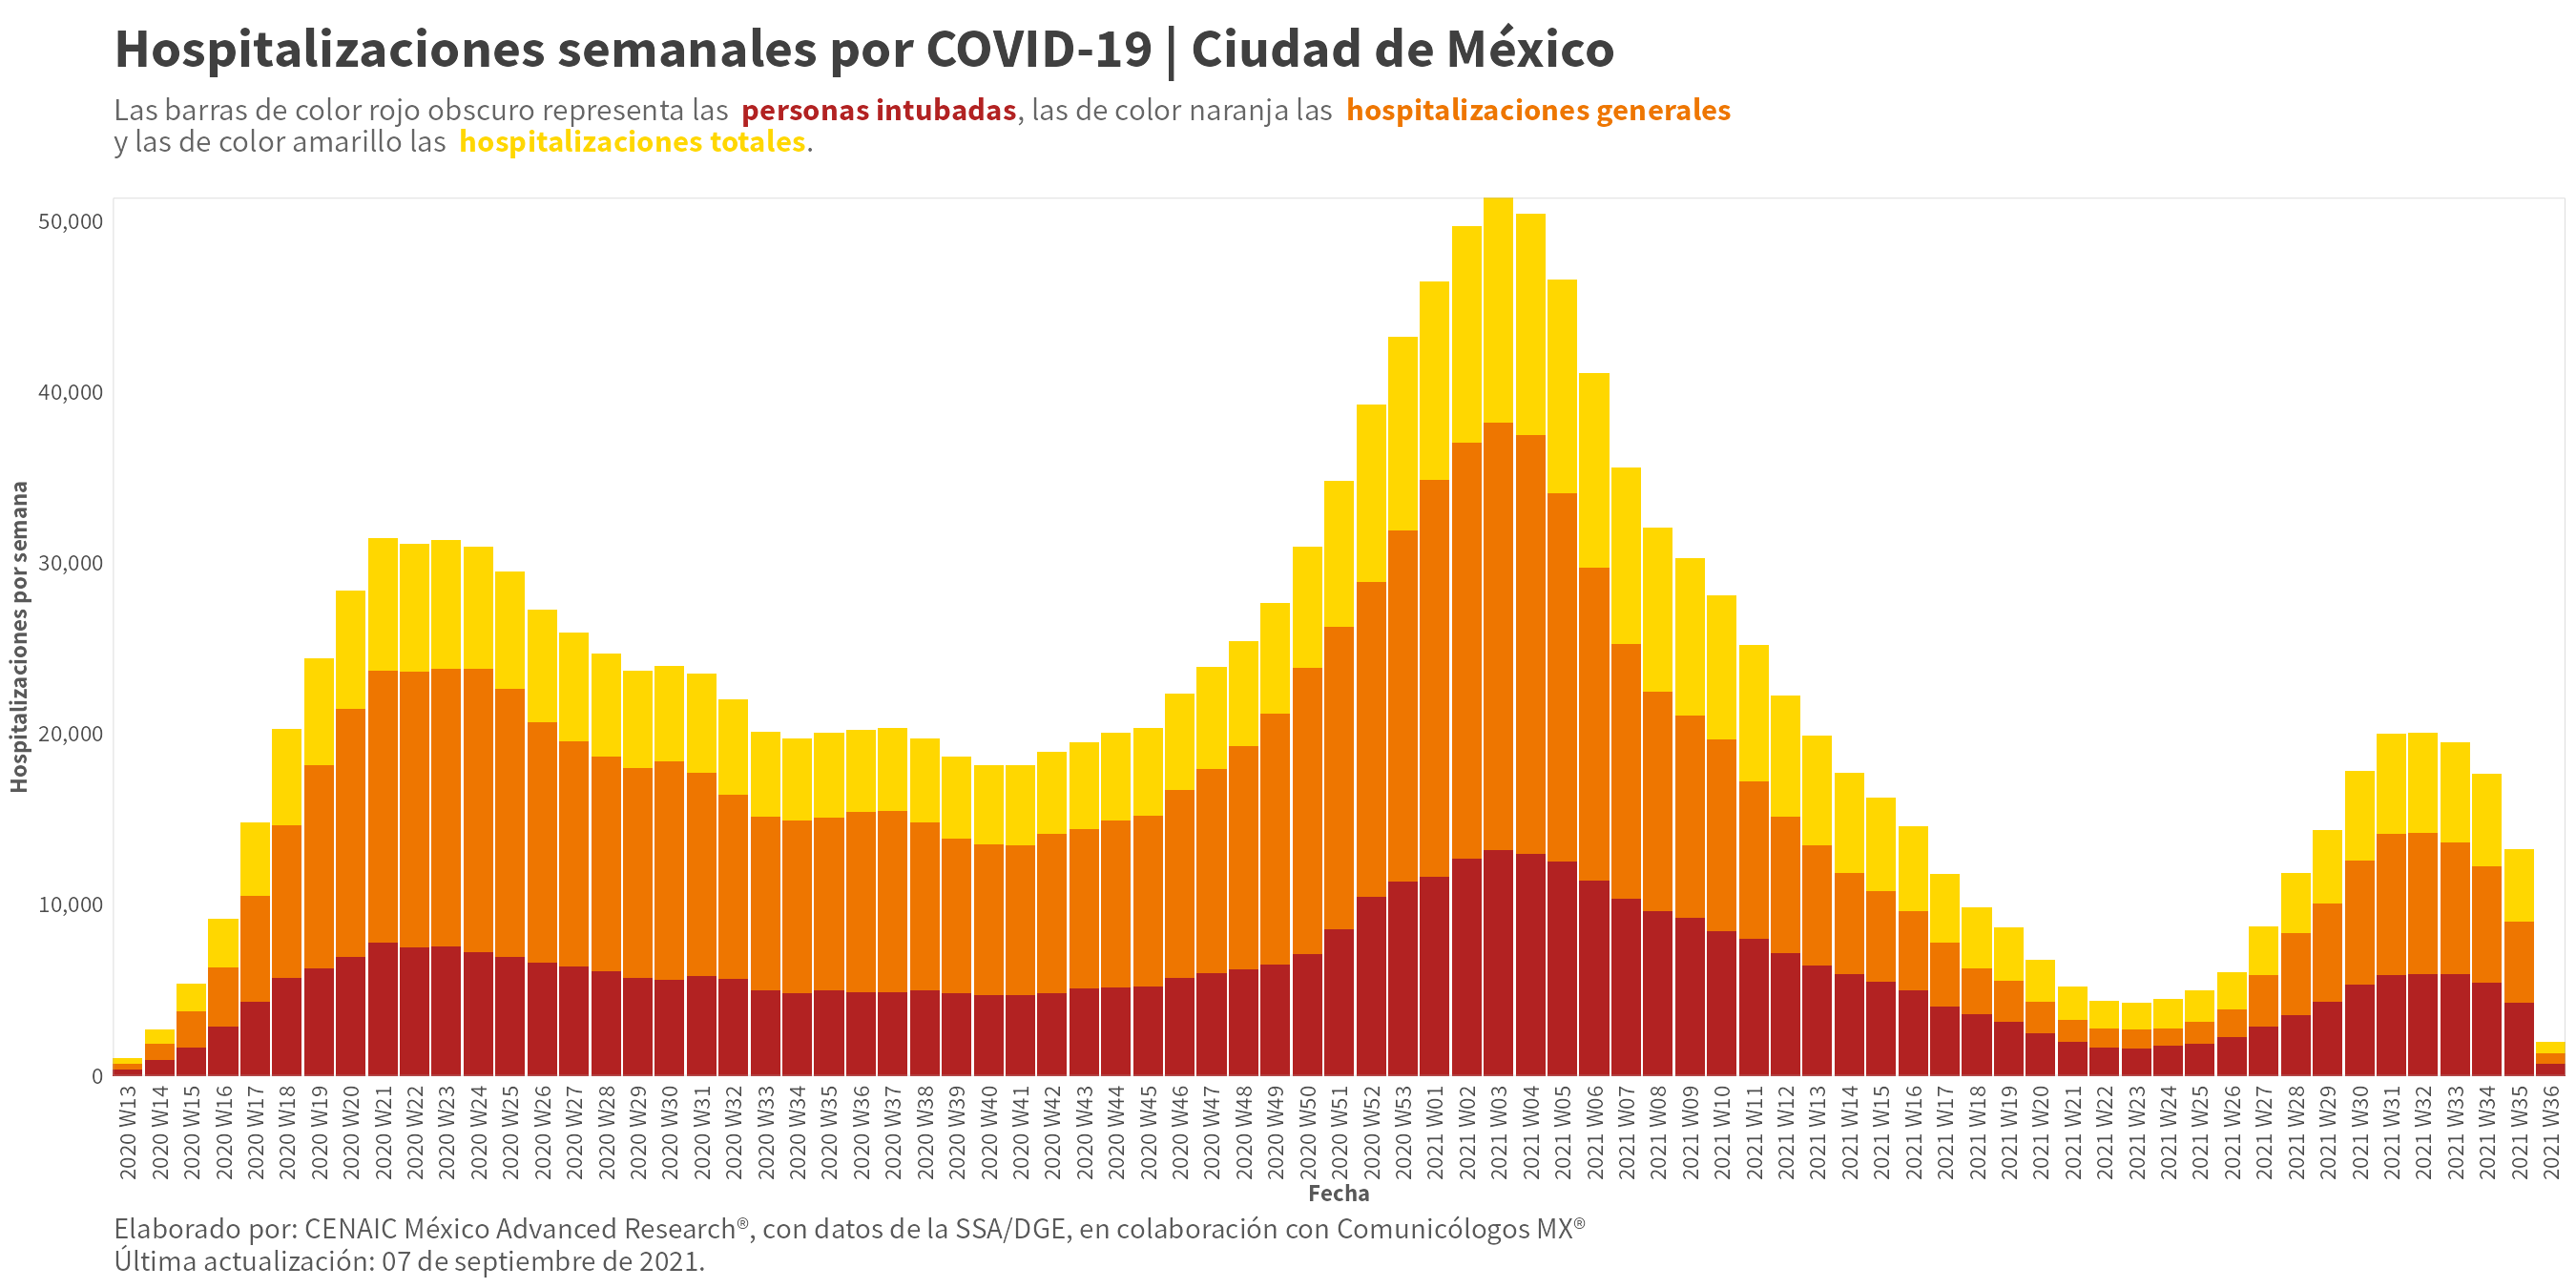 Hospitalizaciones semanales por COVID-19 | Ciudad de México
Las barras de color rojo obscuro representa las personas intubadas, las de color naranja las hospitalizaciones generales
y las de color amarillo las hospitalizaciones totales.
Hospitalizaciones por semana
50,000
40,000
30,000
20,000
10,000
0
2020 W13
2020 W14
2020 W15
2020 W16
2020 W17
2020 W18
2020 W19
2020 W20
2020 W21
2020 W22
2020 W23
2020 W24
2020 W25
2020 W26
2020 W27
2020 W28
2020 W29
2020 W30
2020 W31
2020 W32
2020 W33
2020 W34
2020 W35
2020 W36
2020 W37
2020 W38
2020 W39
2020 W40
2020 W41
2020 W42
2020 W43
2020 W44
2020 W45
2020 W46
2020 W47
2020 W48
2020 W49
2020 W50
2020 W51
2020 W52
2020 W53
2021 W01
2021 W02
2021 W03
2021 W04
2021 W05
2021 W06
2021 W07
2021 W08
2021 W09
2021 W10
2021 W11
2021 W12
2021 W13
2021 W14
2021 W15
2021 W16
2021 W17
2021 W18
2021 W19
2021 W20
2021 W21
2021 W22
2021 W23
2021 W24
2021 W25
2021 W26
2021 W27
2021 W28
2021 W29
2021 W30
2021 W31
2021 W32
2021 W33
2021 W34
2021 W35
2021 W36
Fecha
Elaborado por: CENAIC México Advanced Research®, con datos de la SSA/DGE, en colaboración con Comunicólogos MX®
Última actualización: 07 de septiembre de 2021.